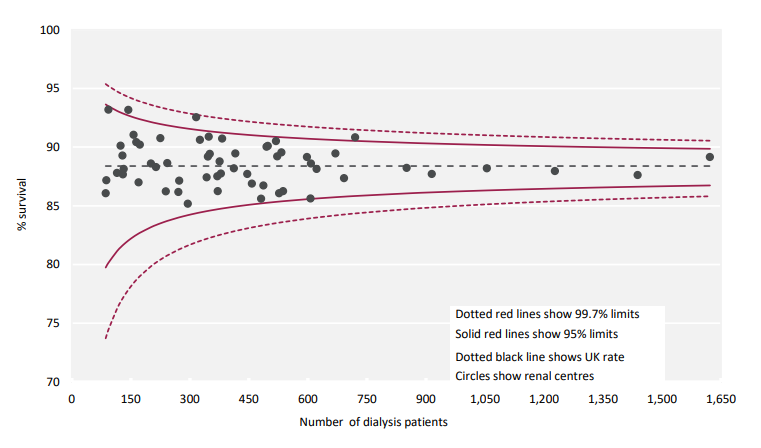 100
95
90
85
80
75
70
% survival
Dotted red lines show 99.7% limits
Solid red lines show 95% limits
Dotted black line shows UK rate
Circles show renal centres
0 150 300 450 600 750 900 1,050 1,200 1,350 1,500 1,650
Number of dialysis patients